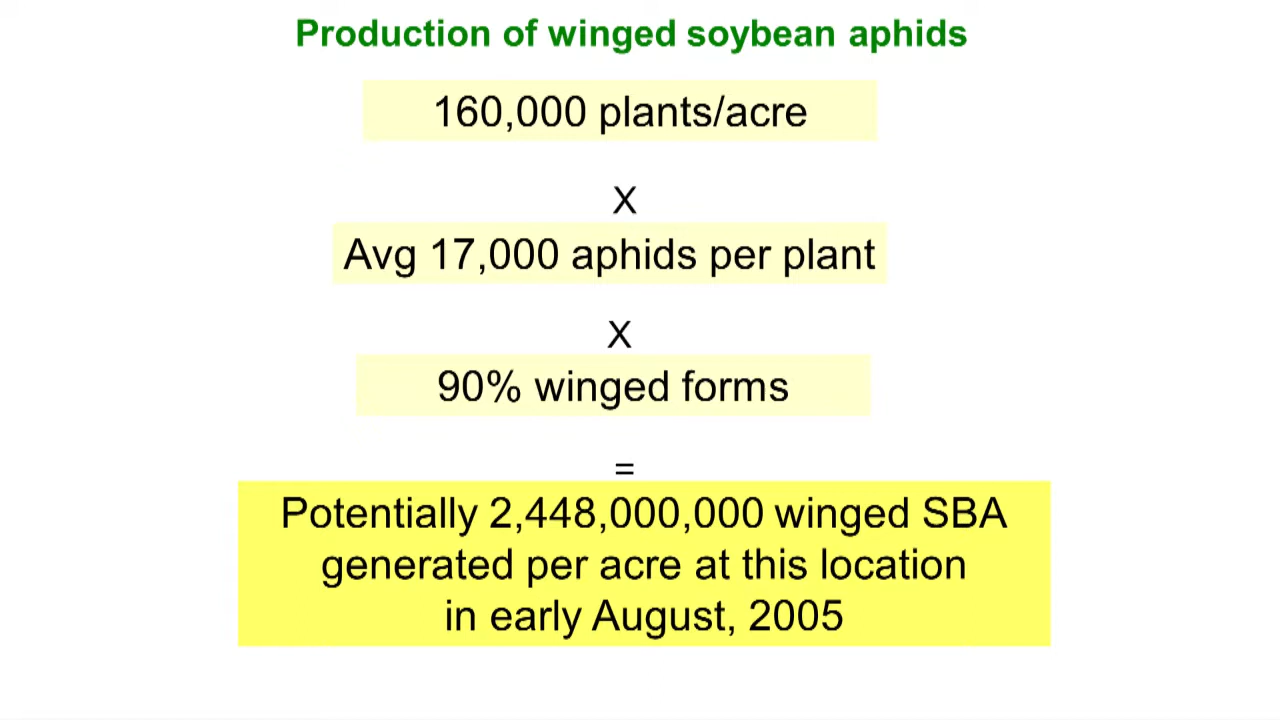 Production of winged soybean aphids
160,000 plants/acre
X
Avg 17,000 aphids per plant
X
90% winged forms
=
Potentially 2,448,000,000 winged SBA
generated per acre at this location
in early August, 2005